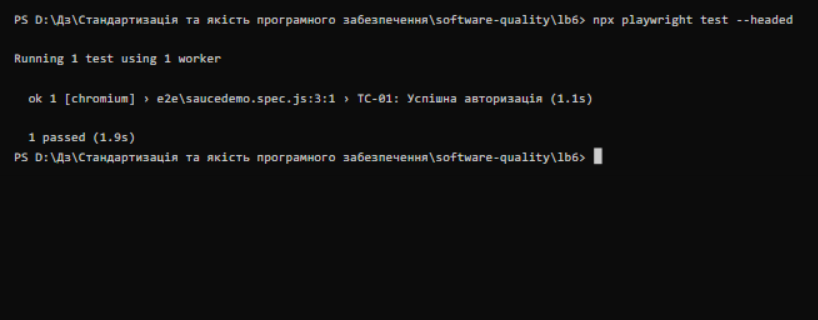 PS D:\Дз\Стандартизація та якість програмного забезпечення\software-quality\lb6> npx playwright test --headed
Running 1 test using 1 worker
ok 1 [chromium] › e2e\saucedemo.spec.js:3:1 › ТС-01: Успішна авторизація (1.1s)
1 passed (1.9s)
PS D:\Дз\Стандартизація та якість програмного забезпечення\software-quality\lb6>